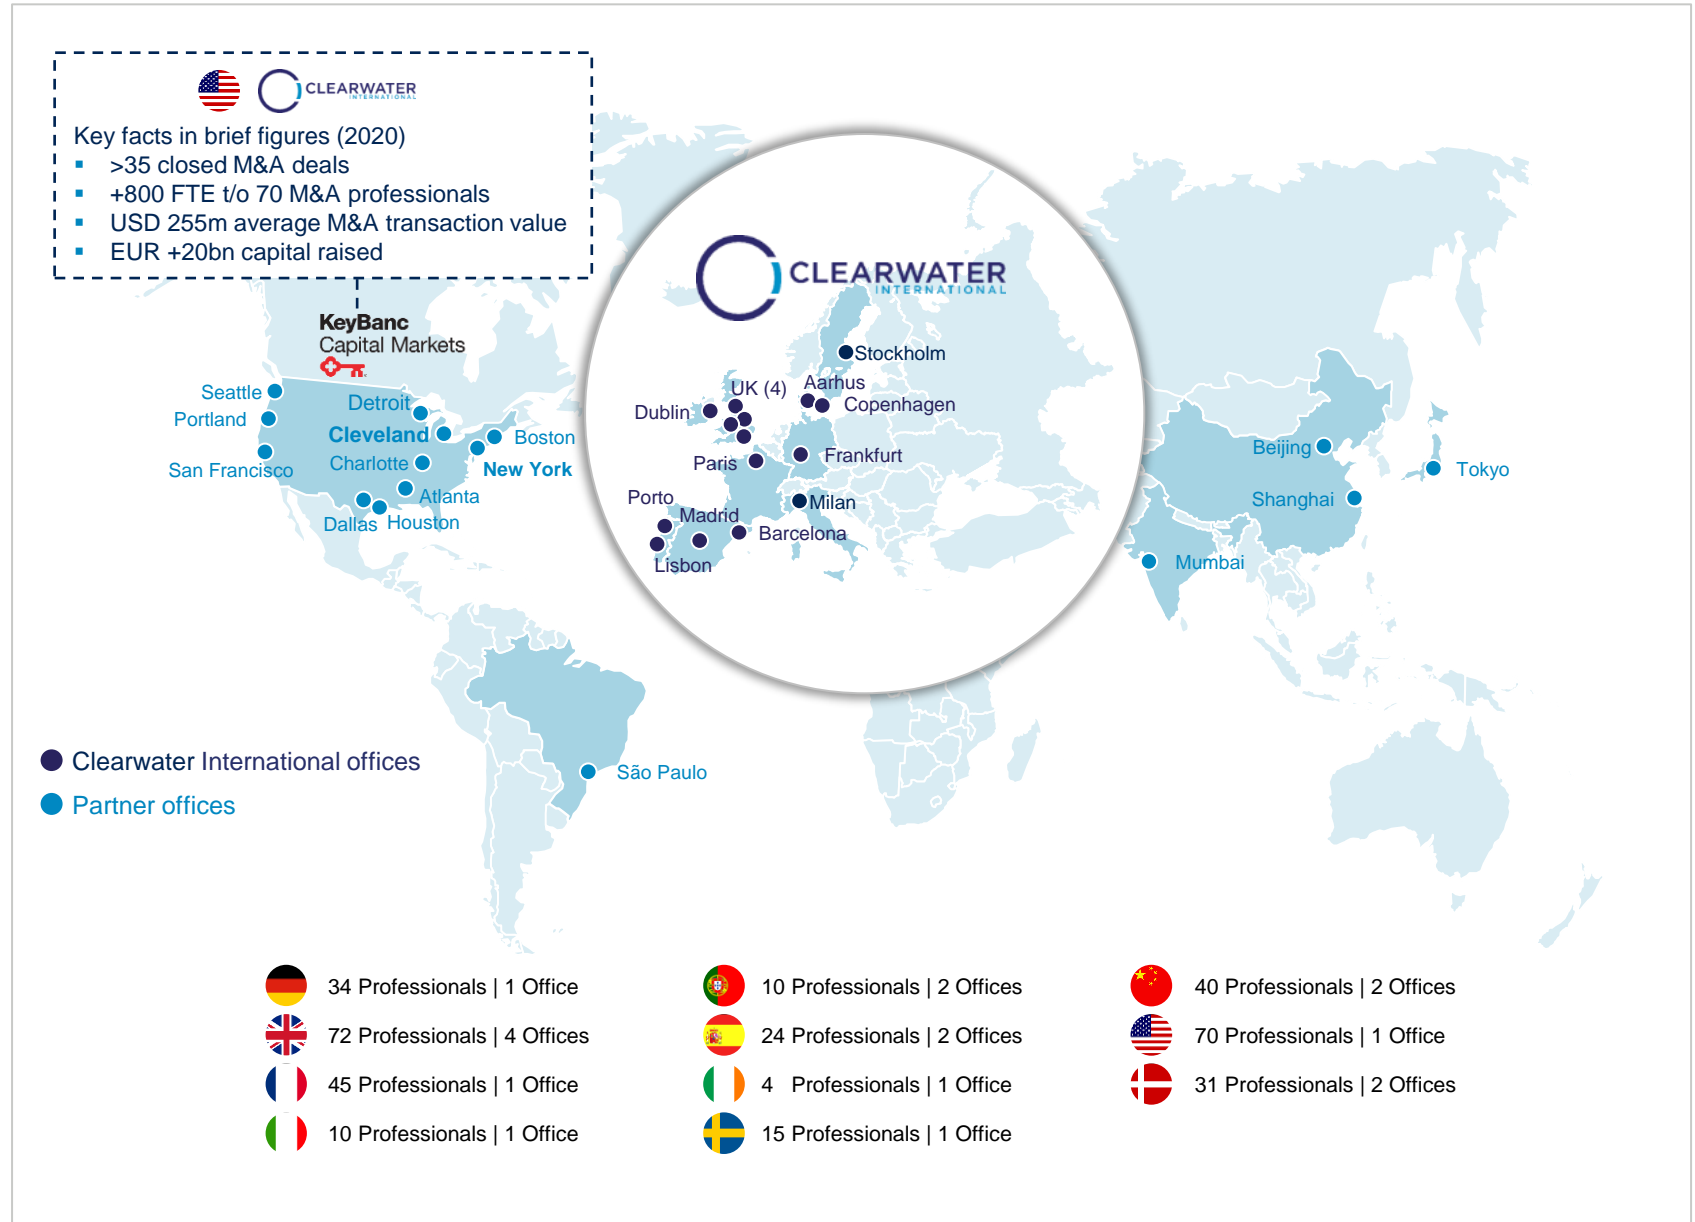 CLEARWATER
INTERNATIONAL
Key facts in brief figures (2020)
▪ >35 closed M&A deals
▪ +800 FTE t/o 70 M&A professionals
▪ USD 255m average M&A transaction value
▪ EUR +20bn capital raised
KeyBanc
Capital Markets
CLEARWATER
INTERNATIONAL
Seattle
Portland
San Francisco
Detroit
Cleveland
Charlotte
Boston
New York
Atlanta
Dallas
Houston
Stockholm
UK (4)
Aarhus
Dublin
Copenhagen
Paris
Frankfurt
Porto
Madrid
Milan
Barcelona
Lisbon
Beijing
Tokyo
Shanghai
Mumbai
São Paulo
Clearwater International offices
Partner offices
34 Professionals | 1 Office
72 Professionals | 4 Offices
45 Professionals | 1 Office
10 Professionals | 1 Office
10 Professionals | 2 Offices
24 Professionals | 2 Offices
4 Professionals | 1 Office
15 Professionals | 1 Office
40 Professionals | 2 Offices
70 Professionals | 1 Office
31 Professionals | 2 Offices